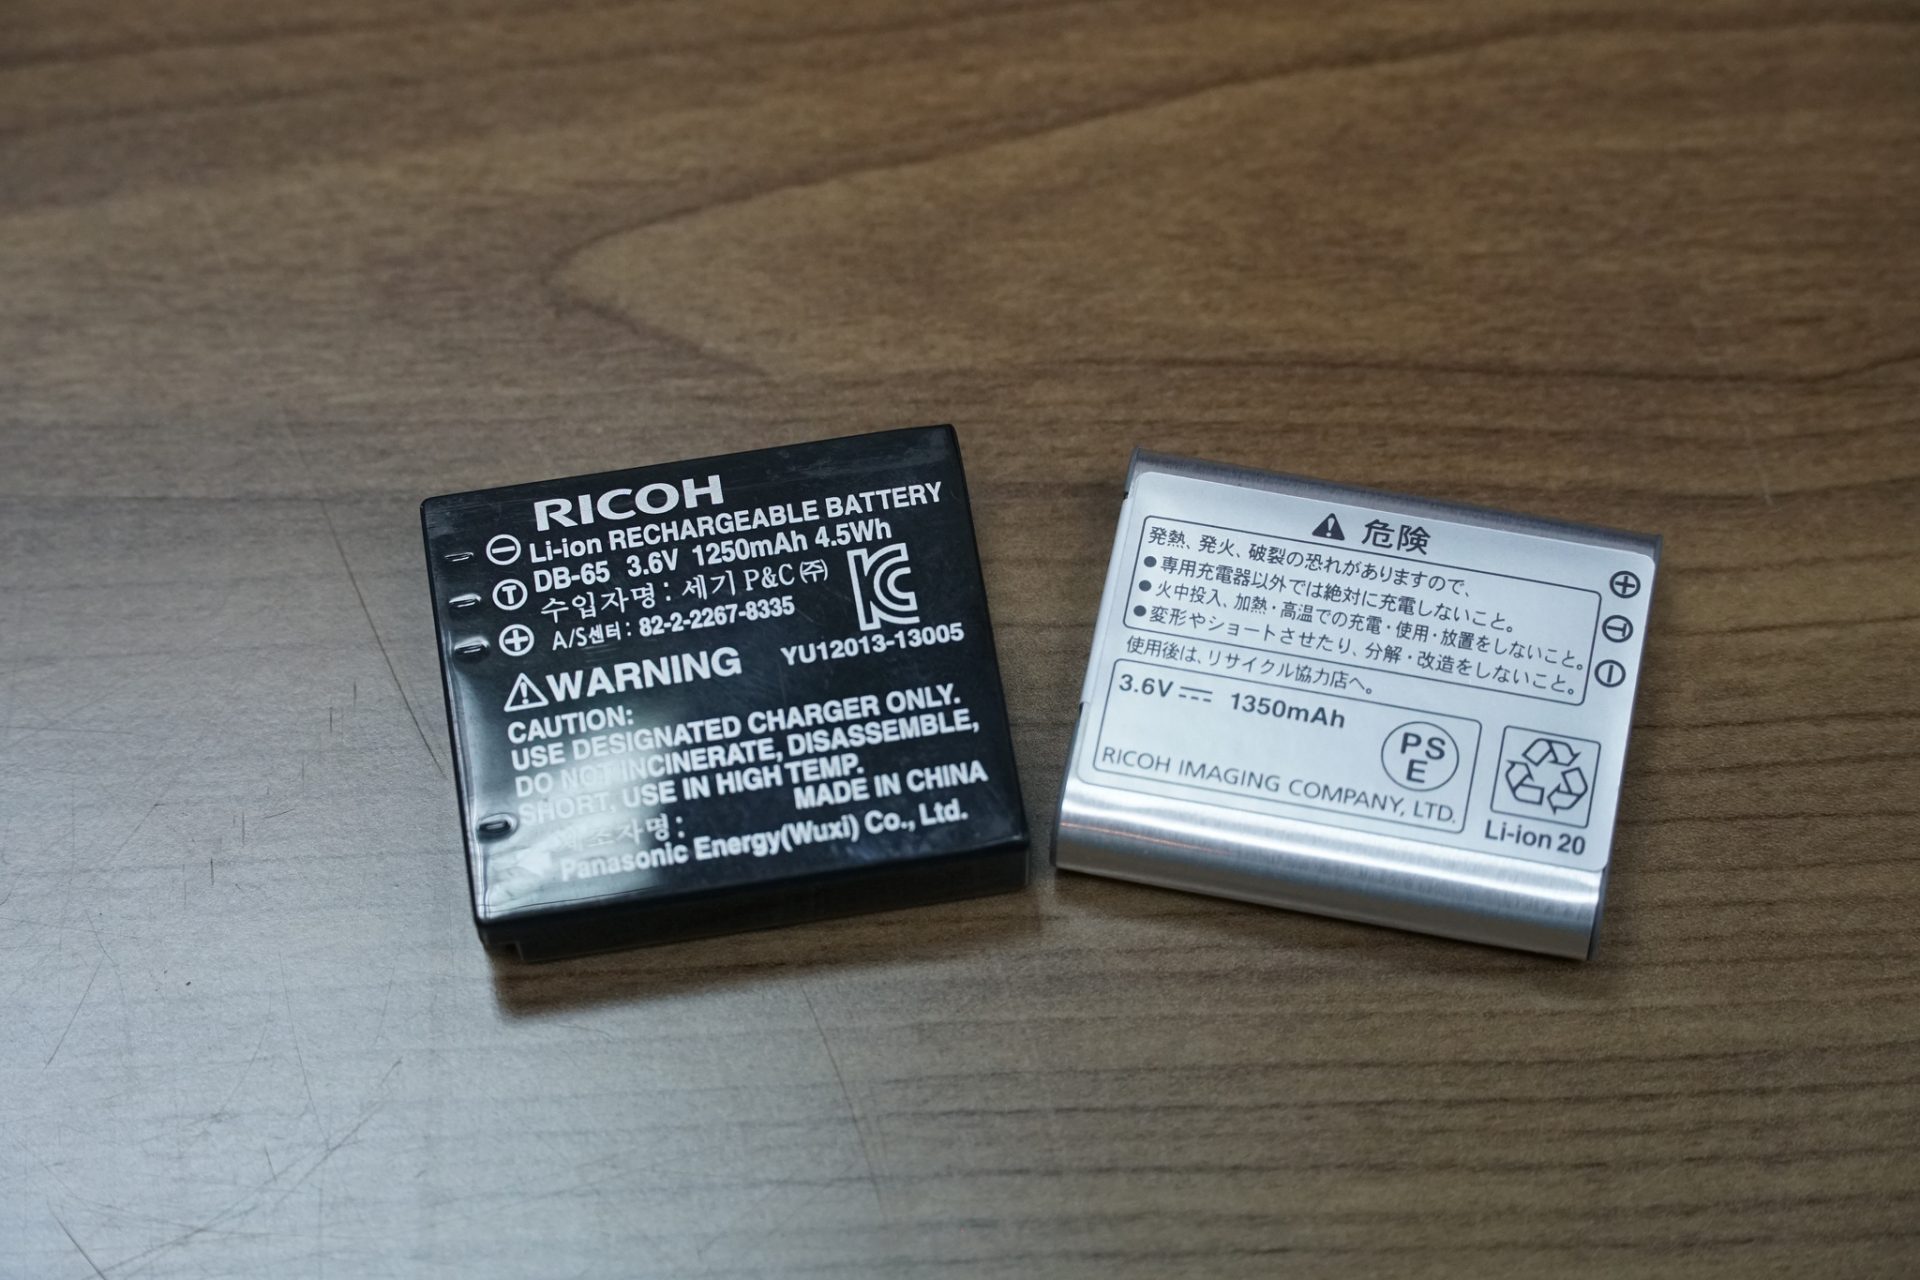 RICOH
Li-ion RECHARGEABLE BATTERY
DB-65 3.6V 1250mAh 4.5Wh
T
수입자명 : 세기 P&C ㈜
A/S센터 : 82-2-2267-8335
YU12013-13005
WARNING
CAUTION:
USE DESIGNATED CHARGER ONLY.
DO NOT INCINERATE, DISASSEMBLE,
SHORT, USE IN HIGH TEMP.
MADE IN CHINA
제조자명 :
Panasonic Energy(Wuxi) Co., Ltd.
危険
発熱、発火、破裂の恐れがありますので、
●専用充電器以外では絶対に充電しないこと。
●火中投入、加熱・高温での充電・使用・放置をしないこと。
●変形やショートさせたり、分解・改造をしないこと。
使用後は、リサイクル協力店へ。
T
3.6V 1350mAh
PS
E
RICOH IMAGING COMPANY, LTD.
Li-ion 20